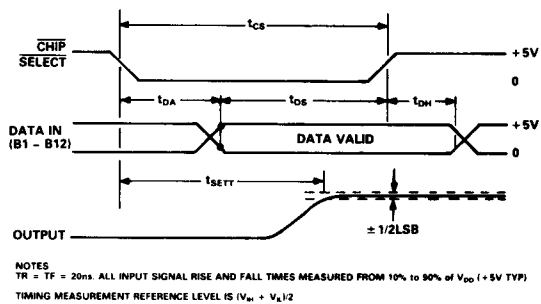 tCS
CHIP
SELECT
+5V
0
tDA
tDS
tDH
DATA IN
(B1 – B12)
DATA VALID
+5V
0
tSETT
OUTPUT
± 1/2LSB
NOTES
TR = TF = 20ns. ALL INPUT SIGNAL RISE AND FALL TIMES MEASURED FROM 10% to 90% of VDD (+5V TYP)
TIMING MEASUREMENT REFERENCE LEVEL IS (VIH + VIL)/2